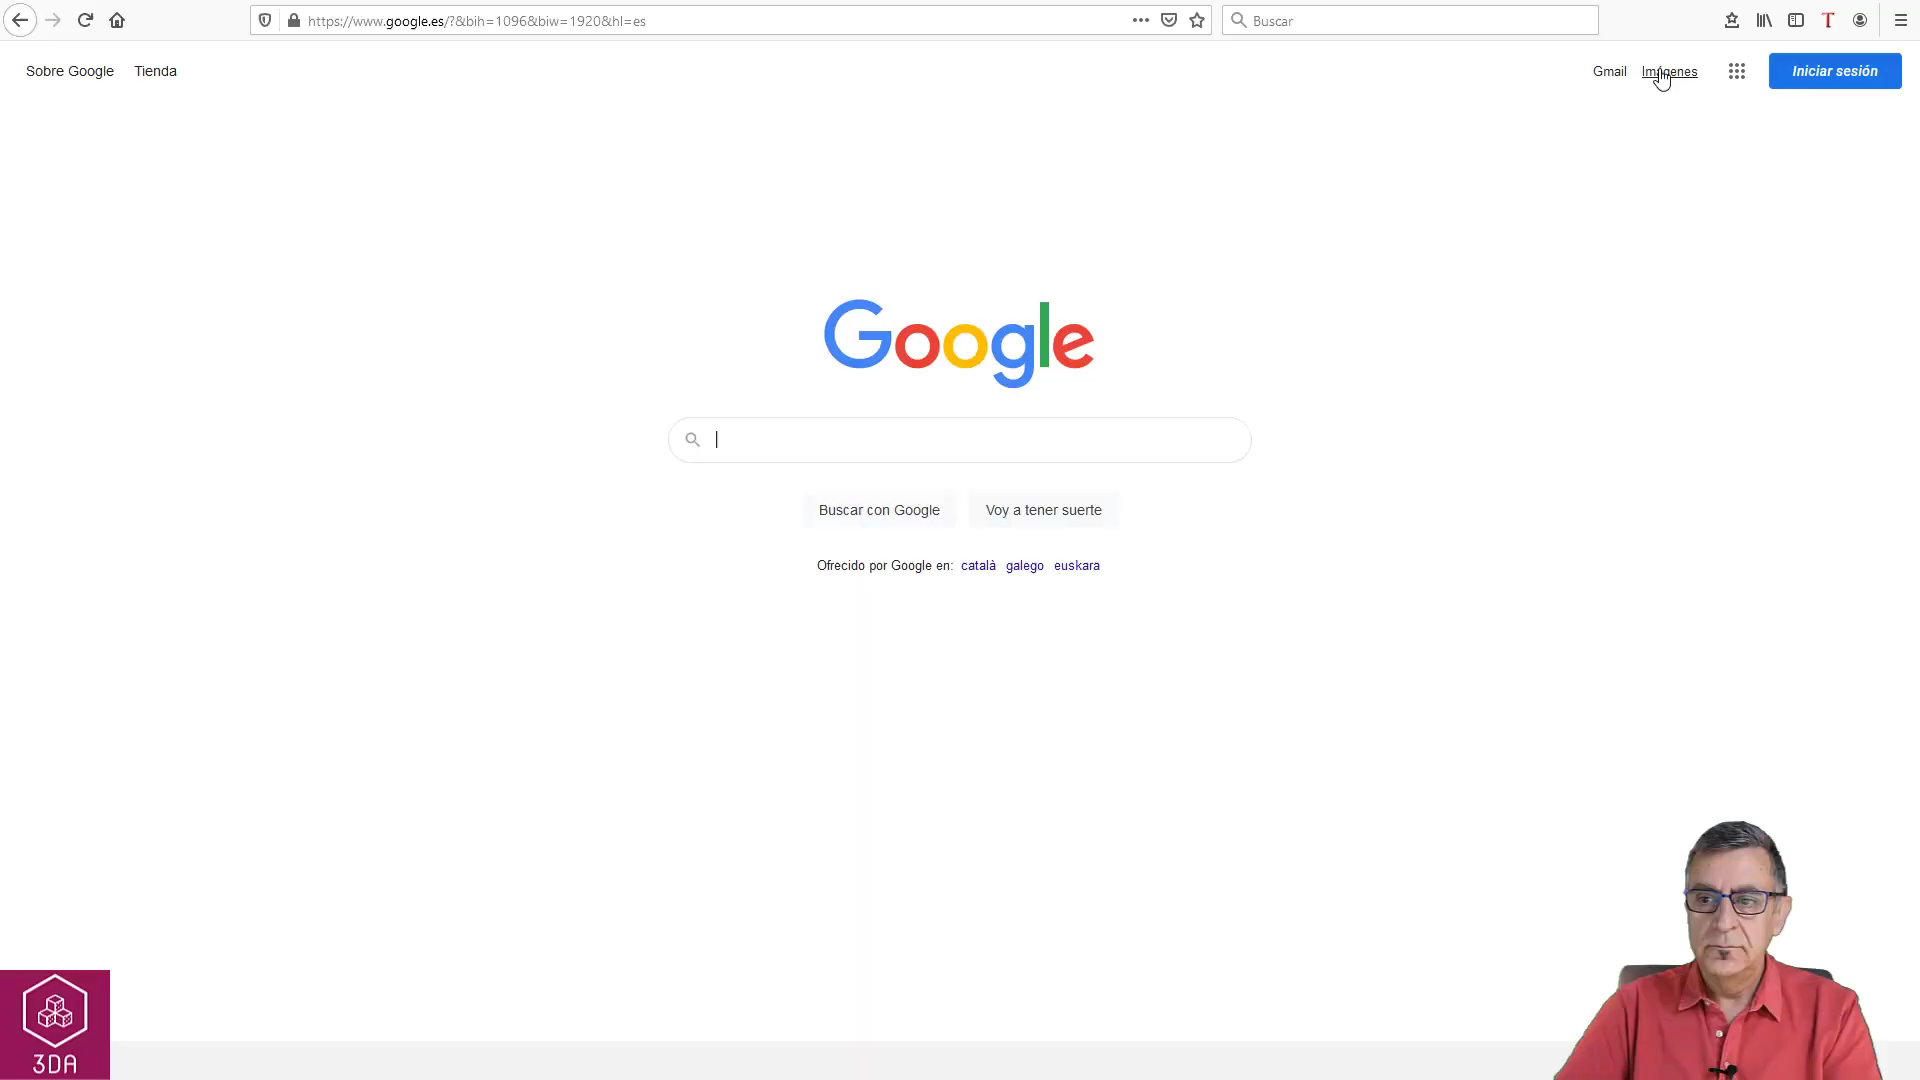 https://www.google.es/?&bih=1096&biw=1920&hl=es
Buscar
T
Sobre Google
Tienda
Gmail
Imágenes
Iniciar sesión
Google
Buscar con Google
Voy a tener suerte
Ofrecido por Google en: català galego euskara
3DA